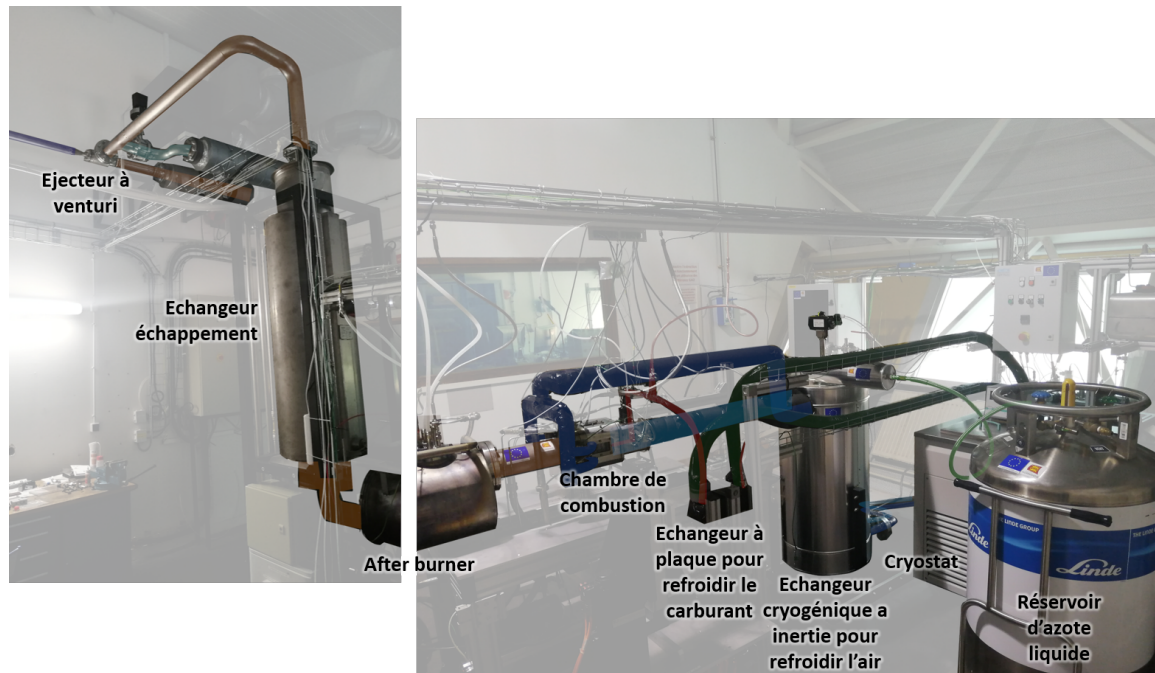 Ejecteur à
venturi
Echangeur
échappement
After burner
Chambre de
combustion
Echangeur à
plaque pour
refroidir le
carburant
Echangeur
cryogénique a
inertie pour
refroidir l'air
Cryostat
Réservoir
d'azote
liquide
LINDE GROUP
Linde
Linde